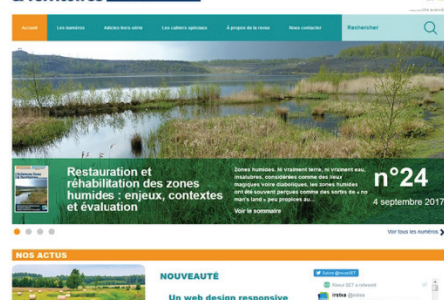 Accueil Les numéros Articles hors-série Les cahiers spéciaux À propos de la revue Nous contacter Rechercher
Restauration et
réhabilitation des zones
humides : enjeux, contextes
et évaluation
Zones humides. Ni vraiment terre, ni vraiment eau,
insalubres, considérées comme des lieux
magiques voire diaboliques, les zones humides
ont été souvent perçues comme des sortes de « no
man's land » peu propices au...
Voir le sommaire
n°24
4 septembre 2017
Voir tous les numéros
NOS ACTUS
NOUVEAUTÉ
Un web design responsive